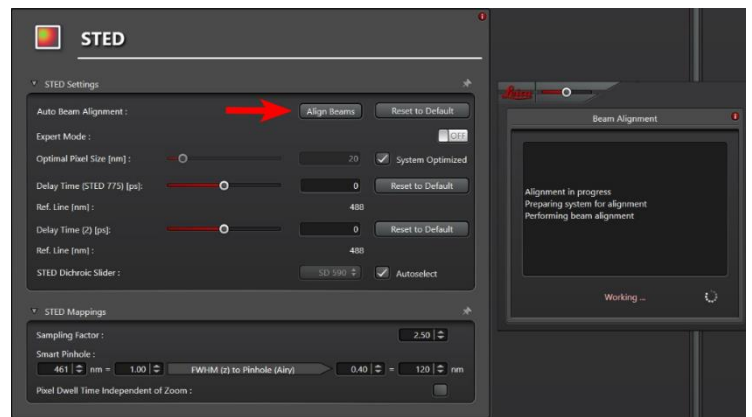 STED
STED Settings
Auto Beam Alignment : Align Beams Reset to Default
Expert Mode : OFF
Optimal Pixel Size [nm] : 20 System Optimized
Delay Time (STED 775) [ps]: 0 Reset to Default
Ref. Line [nm] : 488
Delay Time (2) [ps]: 0 Reset to Default
Ref. Line [nm] : 488
STED Dichroic Slider : SD 590 Autoselect
STED Mappings
Sampling Factor : 2.50
Smart Pinhole :
461 nm = 1.00 FWHM (z) to Pinhole (Airy) 0.40 = 120 nm
Pixel Dwell Time Independent of Zoom :
Leica
Beam Alignment
Alignment in progress
Preparing system for alignment
Performing beam alignment
Working ...